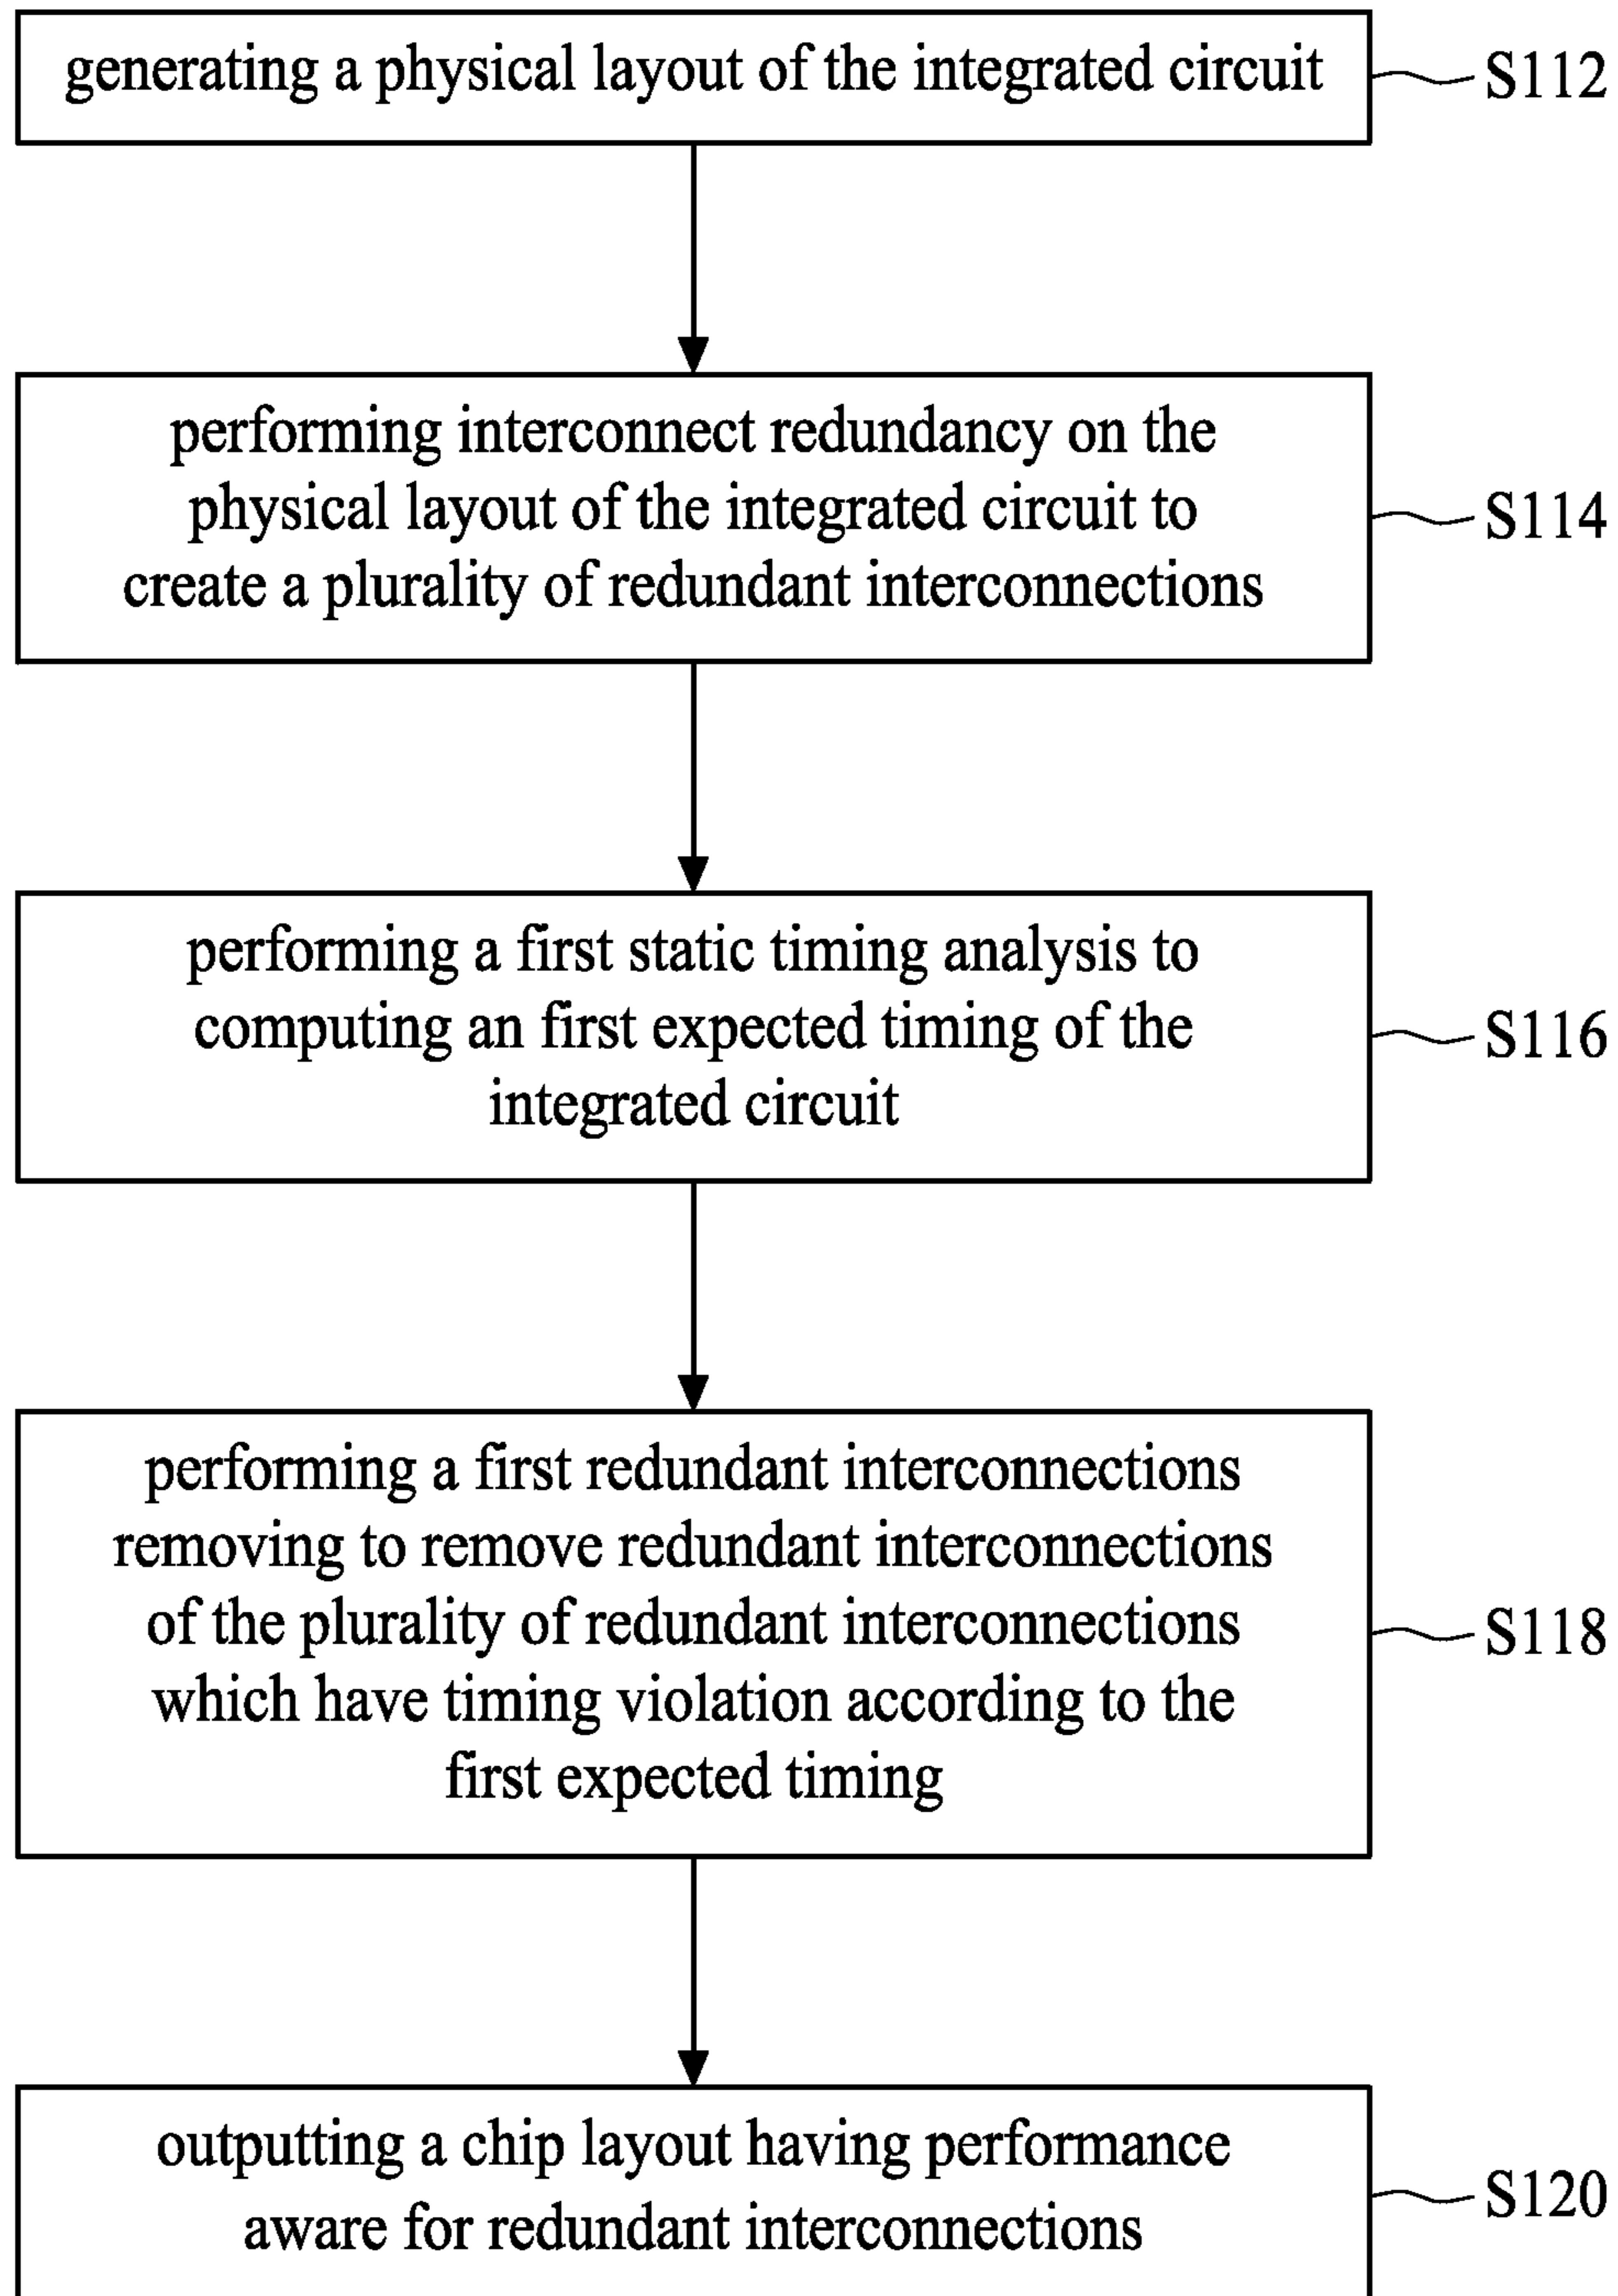 generating a physical layout of the integrated circuit
S112
performing interconnect redundancy on the
physical layout of the integrated circuit to
create a plurality of redundant interconnections
S114
performing a first static timing analysis to
computing an first expected timing of the
integrated circuit
S116
performing a first redundant interconnections
removing to remove redundant interconnections
of the plurality of redundant interconnections
which have timing violation according to the
first expected timing
S118
outputting a chip layout having performance
aware for redundant interconnections
S120